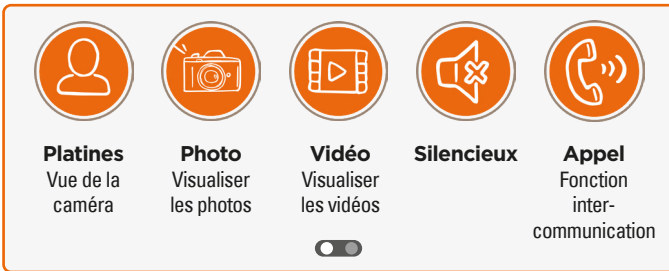 Platines
Vue de la
caméra
Photo
Visualiser
les photos
Vidéo
Visualiser
les vidéos
Silencieux
Appel
Fonction
inter-
communication